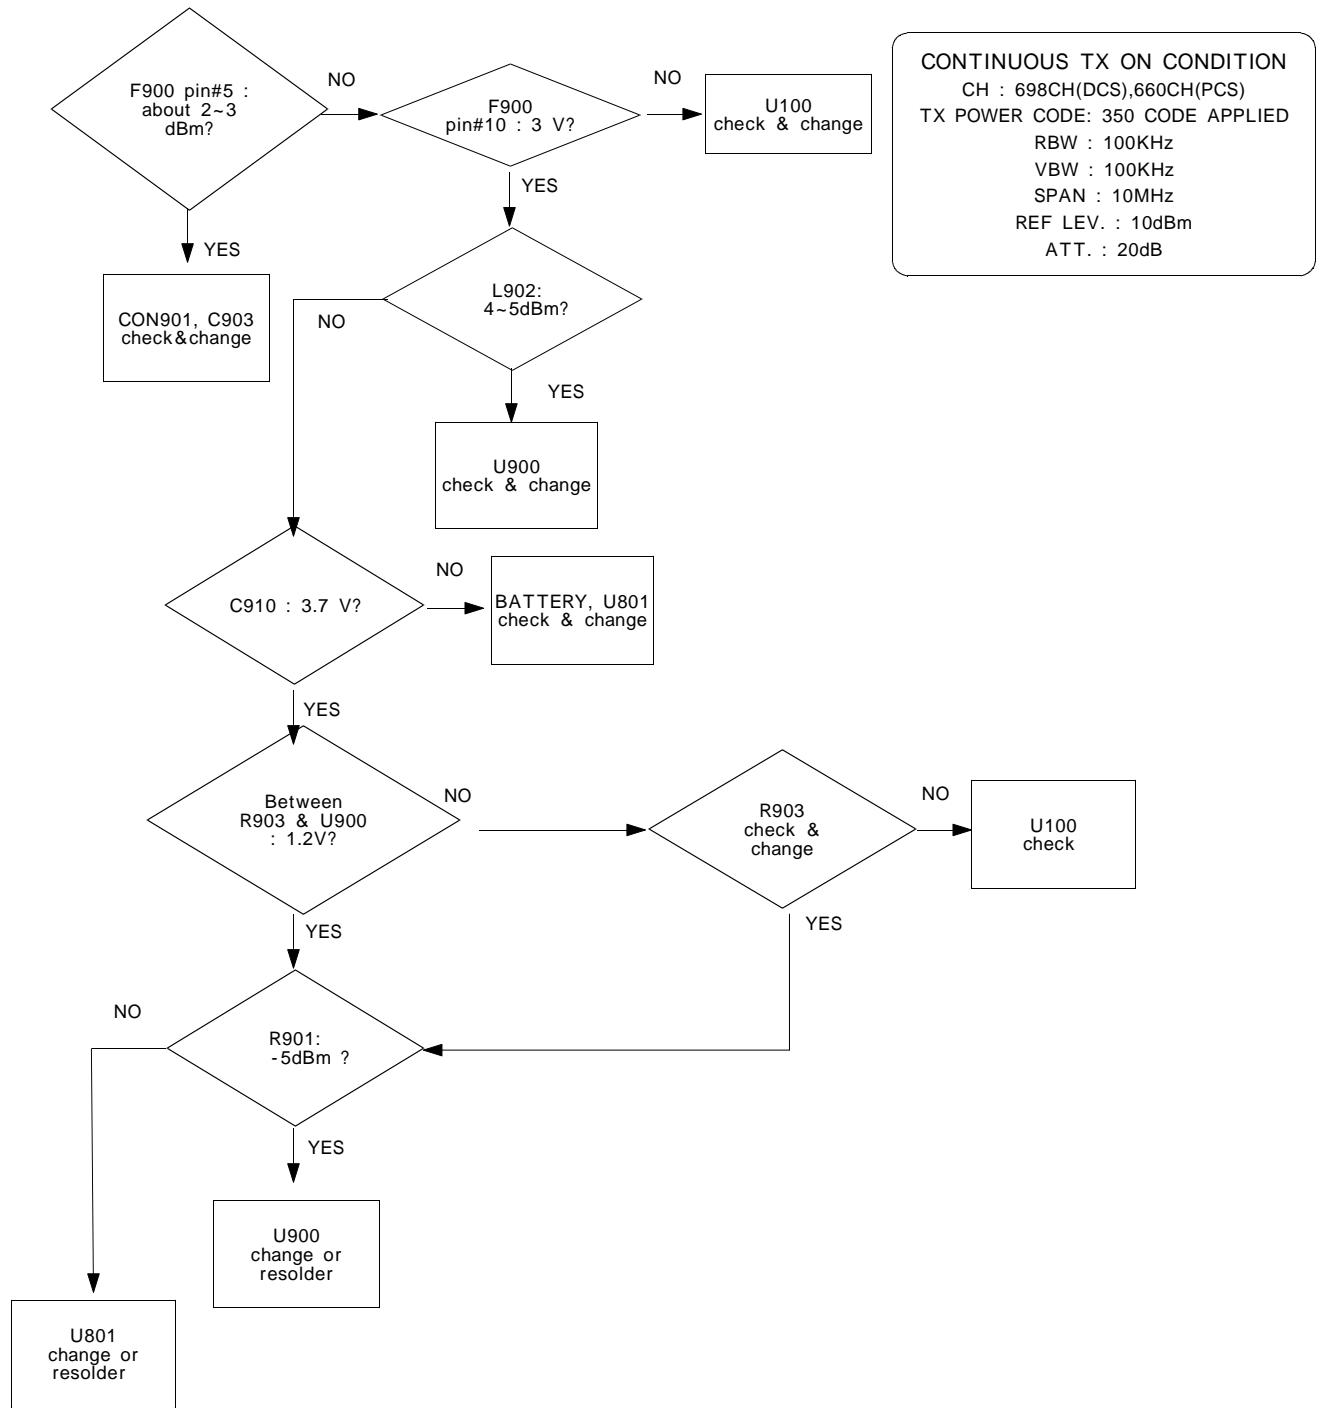 F900 pin#5 :
about 2~3
dBm?
NO
F900
pin#10 : 3 V?
NO
U100
check & change
CONTINUOUS TX ON CONDITION
CH : 698CH(DCS),660CH(PCS)
TX POWER CODE: 350 CODE APPLIED
RBW : 100KHz
VBW : 100KHz
SPAN : 10MHz
REF LEV. : 10dBm
ATT. : 20dB
YES
YES
CON901, C903
check&change
L902:
4~5dBm?
NO
YES
U900
check & change
C910 : 3.7 V?
NO
BATTERY, U801
check & change
YES
Between
R903 & U900
: 1.2V?
NO
R903
check &
change
NO
U100
check
YES
YES
R901:
-5dBm ?
NO
YES
U900
change or
resolder
U801
change or
resolder